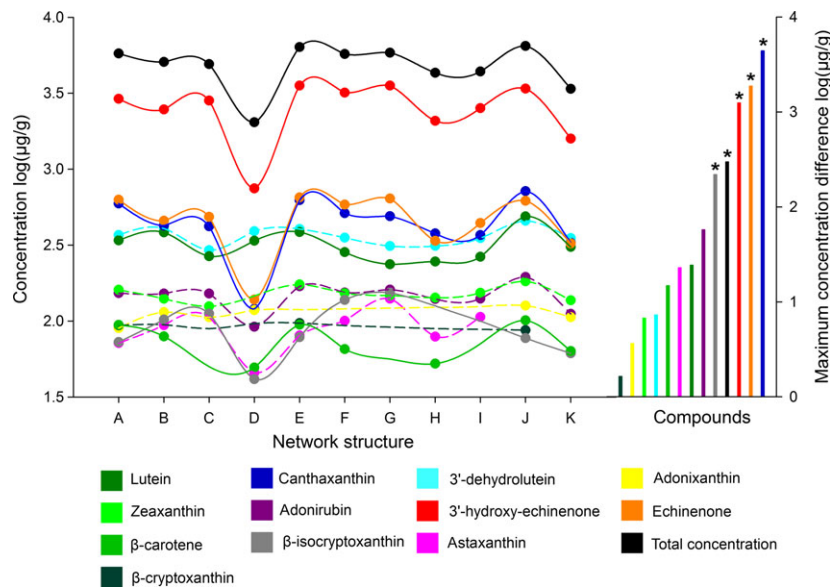 4.0
3.5
3.0
2.5
2.0
1.5
Concentration log(µg/g)
A B C D E F G H I J K
Network structure
* * * * *
4
3
2
1
0
Maximum concentration difference log(µg/g)
Compounds
Lutein Canthaxanthin 3'-dehydrolutein Adonixanthin
Zeaxanthin Adonirubin 3'-hydroxy-echinenone Echinenone
β-carotene β-isocryptoxanthin Astaxanthin Total concentration
β-cryptoxanthin